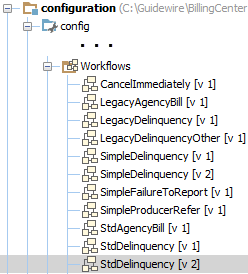 configuration (C:\Guidewire\BillingCenter)
config
. . .
Workflows
CancelImmediately [v 1]
LegacyAgencyBill [v 1]
LegacyDelinquency [v 1]
LegacyDelinquencyOther [v 1]
SimpleDelinquency [v 1]
SimpleDelinquency [v 2]
SimpleFailureToReport [v 1]
SimpleProducerRefer [v 1]
StdAgencyBill [v 1]
StdDelinquency [v 1]
StdDelinquency [v 2]